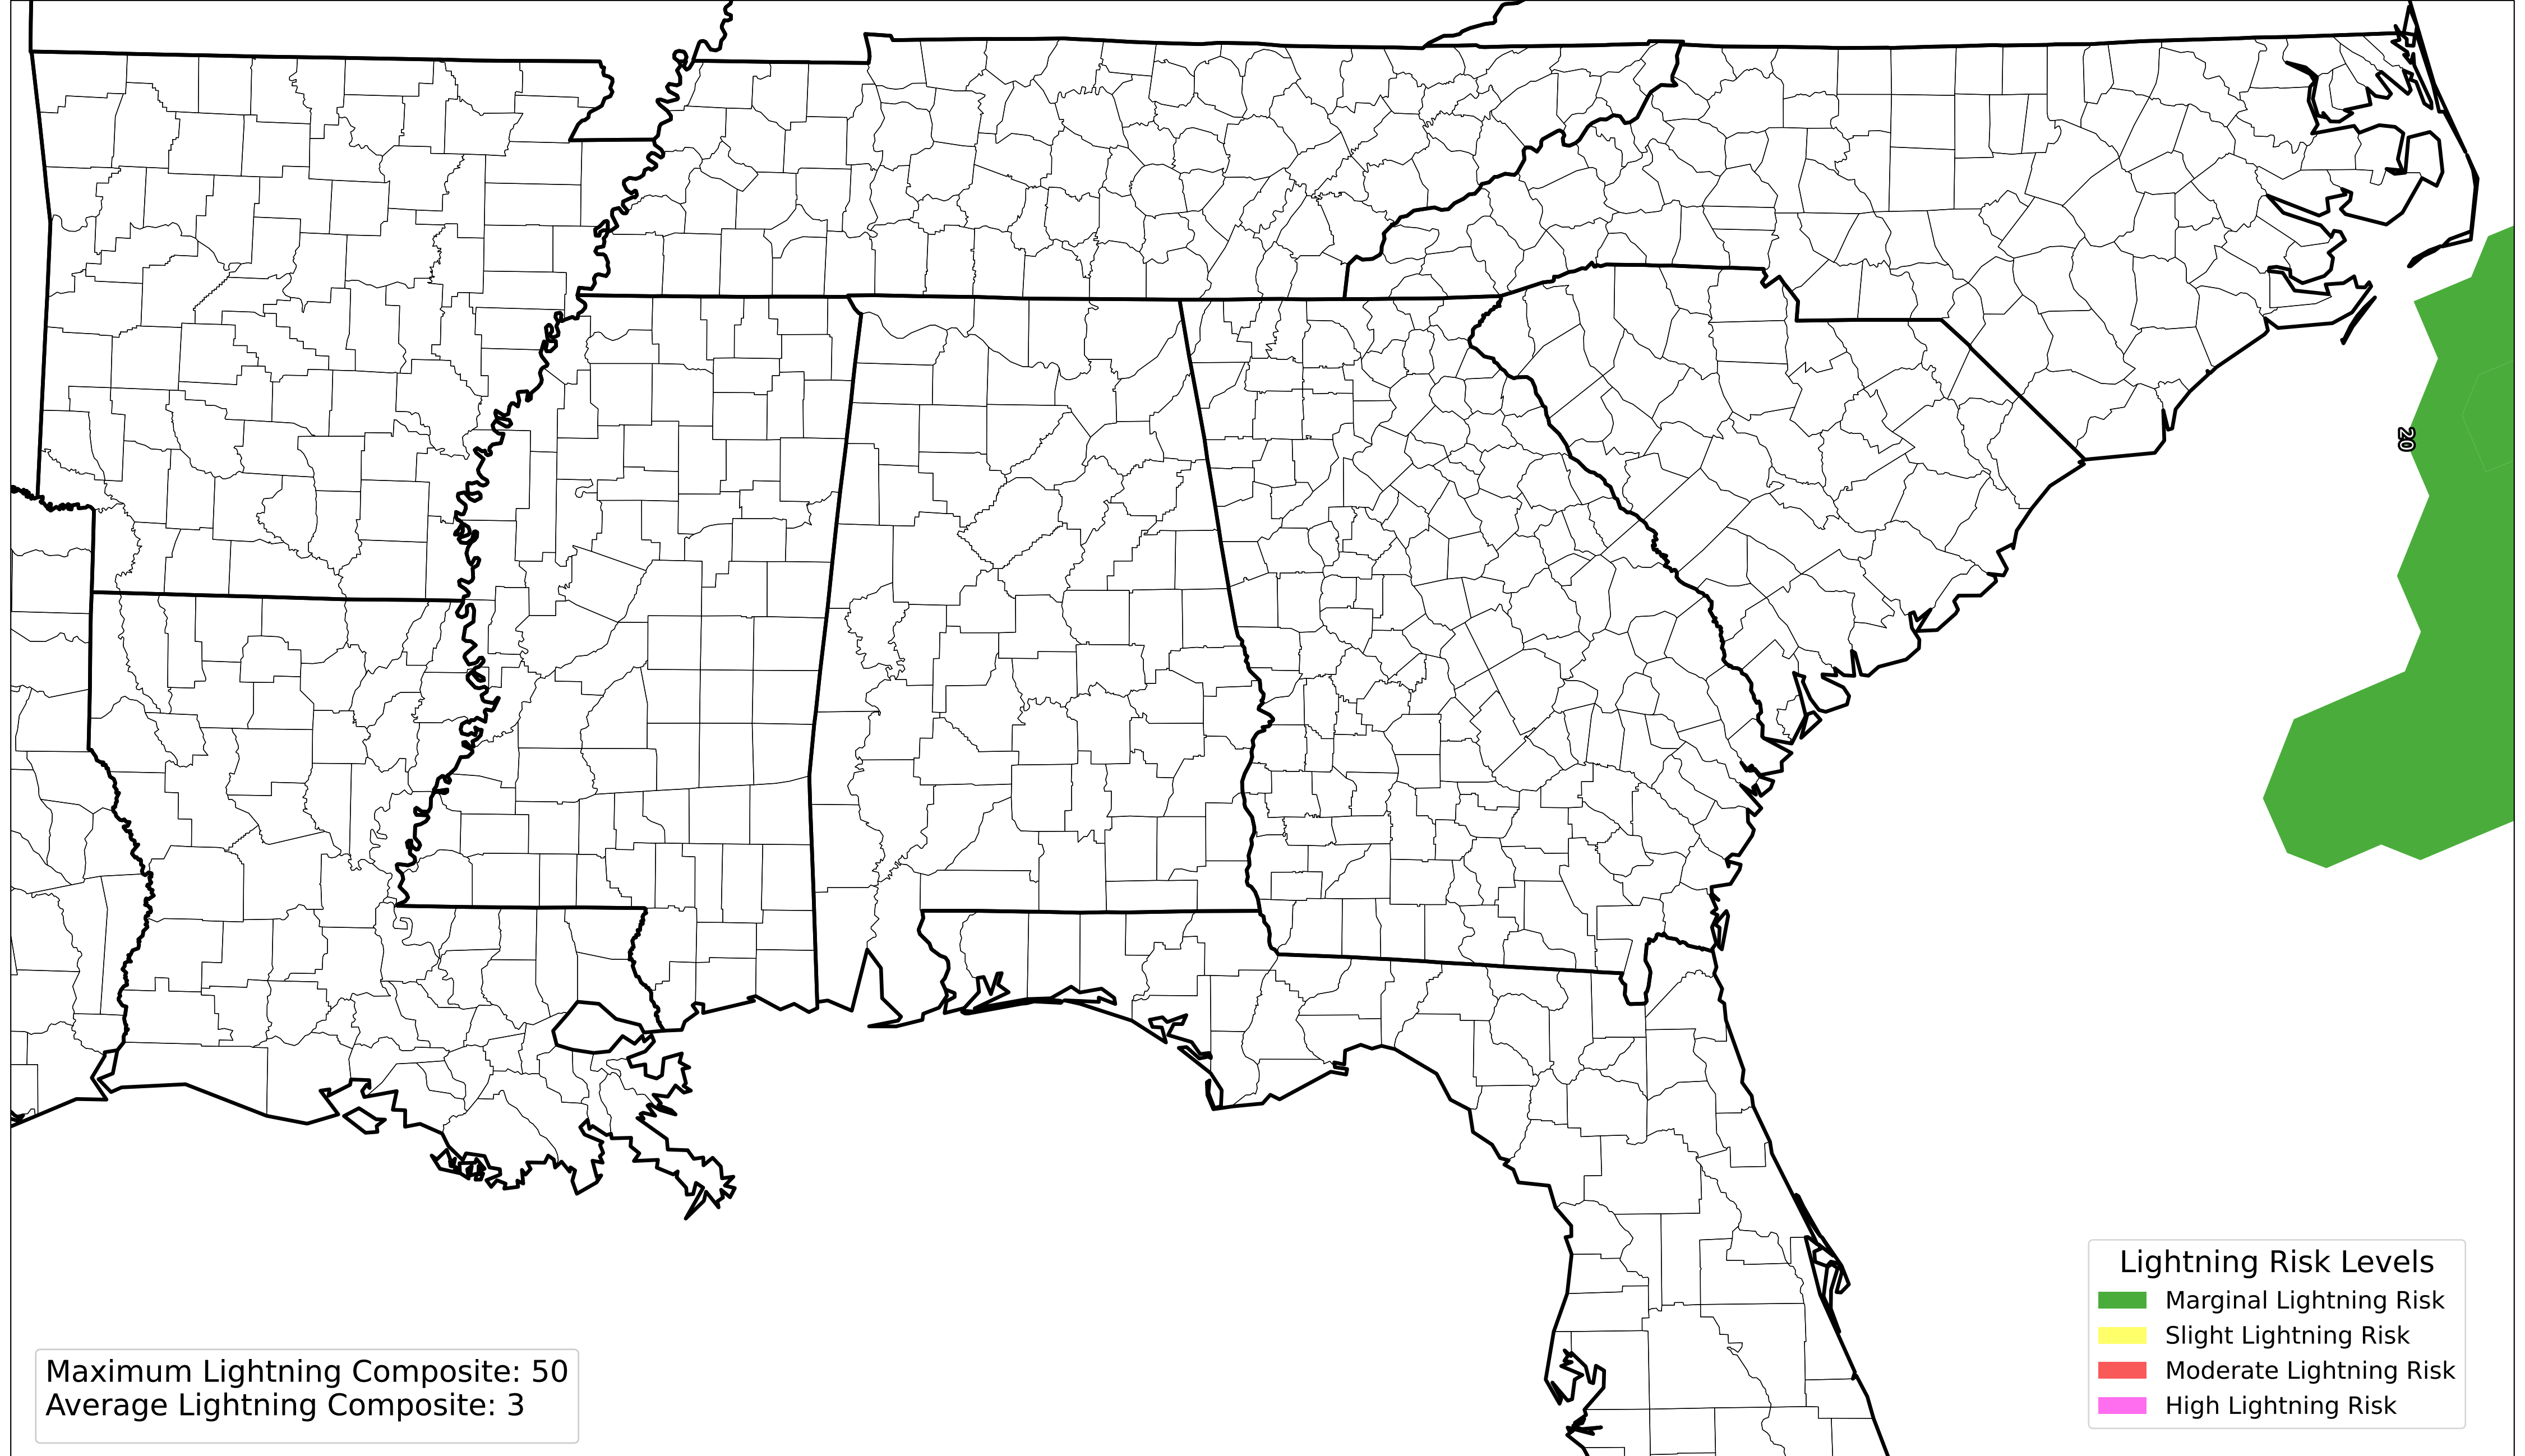 20
Lightning Risk Levels
Marginal Lightning Risk
Slight Lightning Risk
Moderate Lightning Risk
High Lightning Risk
Maximum Lightning Composite: 50
Average Lightning Composite: 3